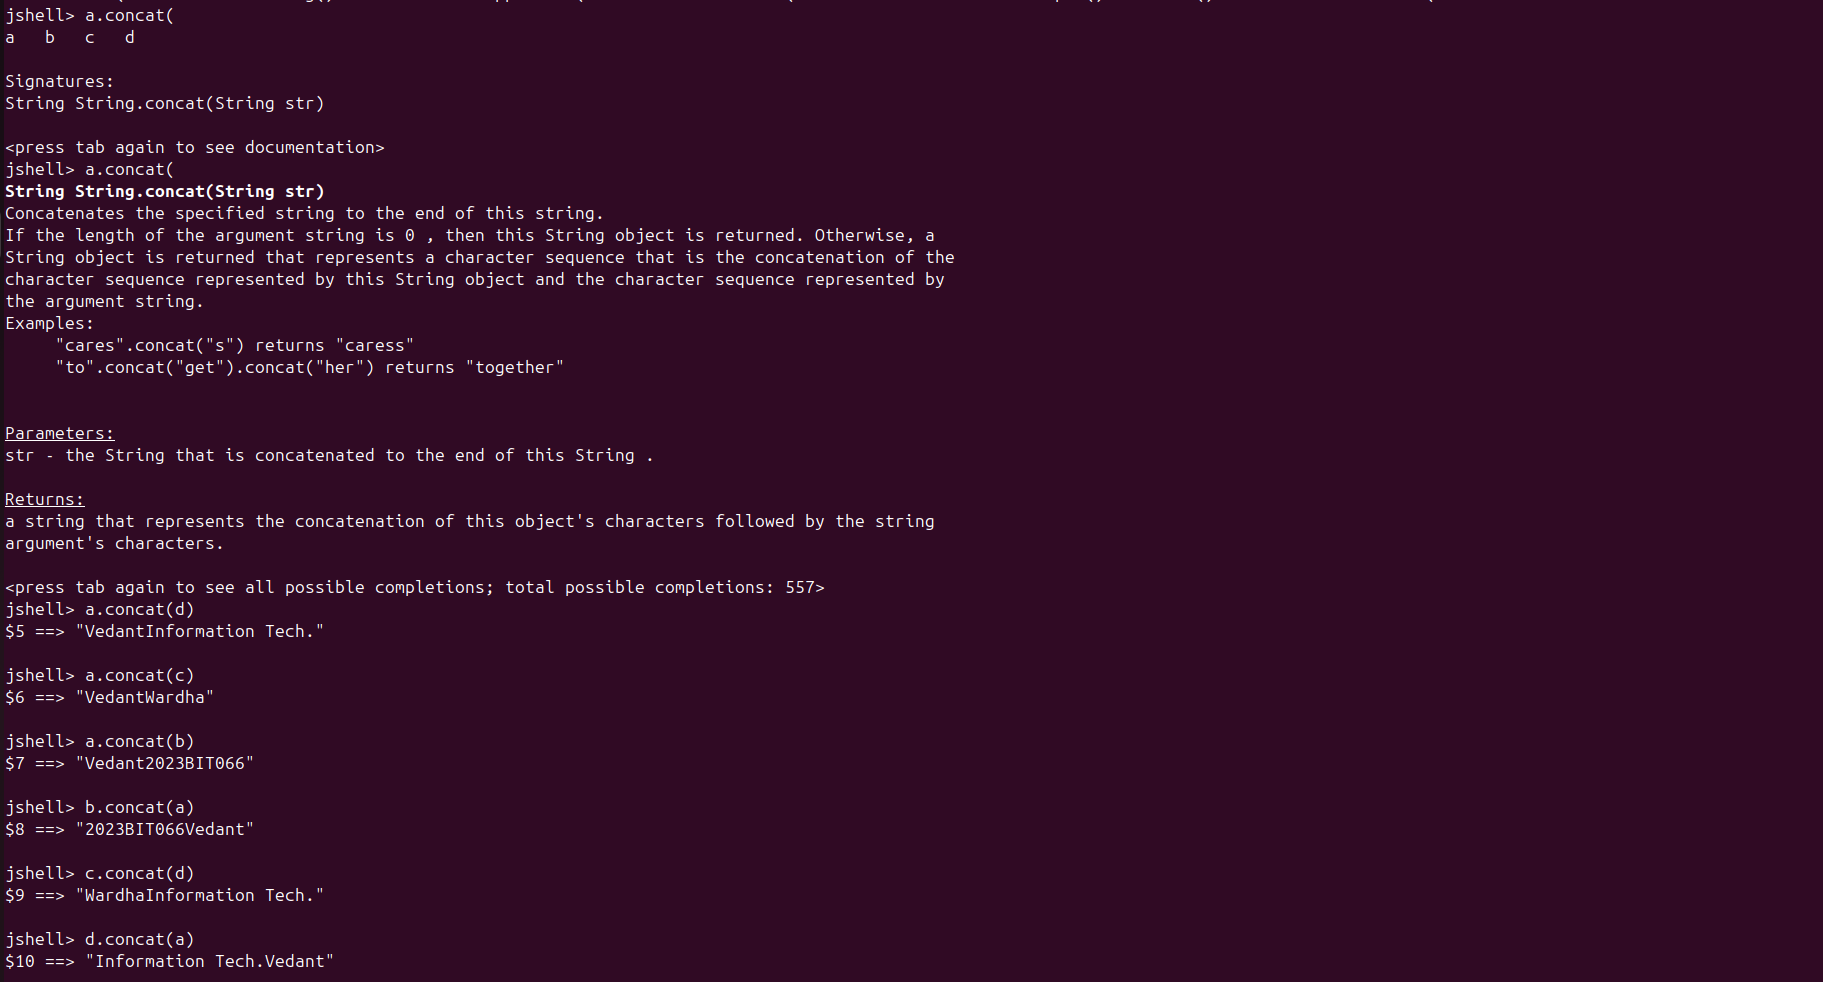 jshell> a.concat(
a   b   c   d

Signatures:
String String.concat(String str)

<press tab again to see documentation>
jshell> a.concat(
String String.concat(String str)
Concatenates the specified string to the end of this string.
If the length of the argument string is 0 , then this String object is returned. Otherwise, a
String object is returned that represents a character sequence that is the concatenation of the
character sequence represented by this String object and the character sequence represented by
the argument string.
Examples:
     "cares".concat("s") returns "caress"
     "to".concat("get").concat("her") returns "together"

Parameters:
str - the String that is concatenated to the end of this String .

Returns:
a string that represents the concatenation of this object's characters followed by the string
argument's characters.

<press tab again to see all possible completions; total possible completions: 557>
jshell> a.concat(d)
$5 ==> "VedantInformation Tech."

jshell> a.concat(c)
$6 ==> "VedantWardha"

jshell> a.concat(b)
$7 ==> "Vedant2023BIT066"

jshell> b.concat(a)
$8 ==> "2023BIT066Vedant"

jshell> c.concat(d)
$9 ==> "WardhaInformation Tech."

jshell> d.concat(a)
$10 ==> "Information Tech.Vedant"